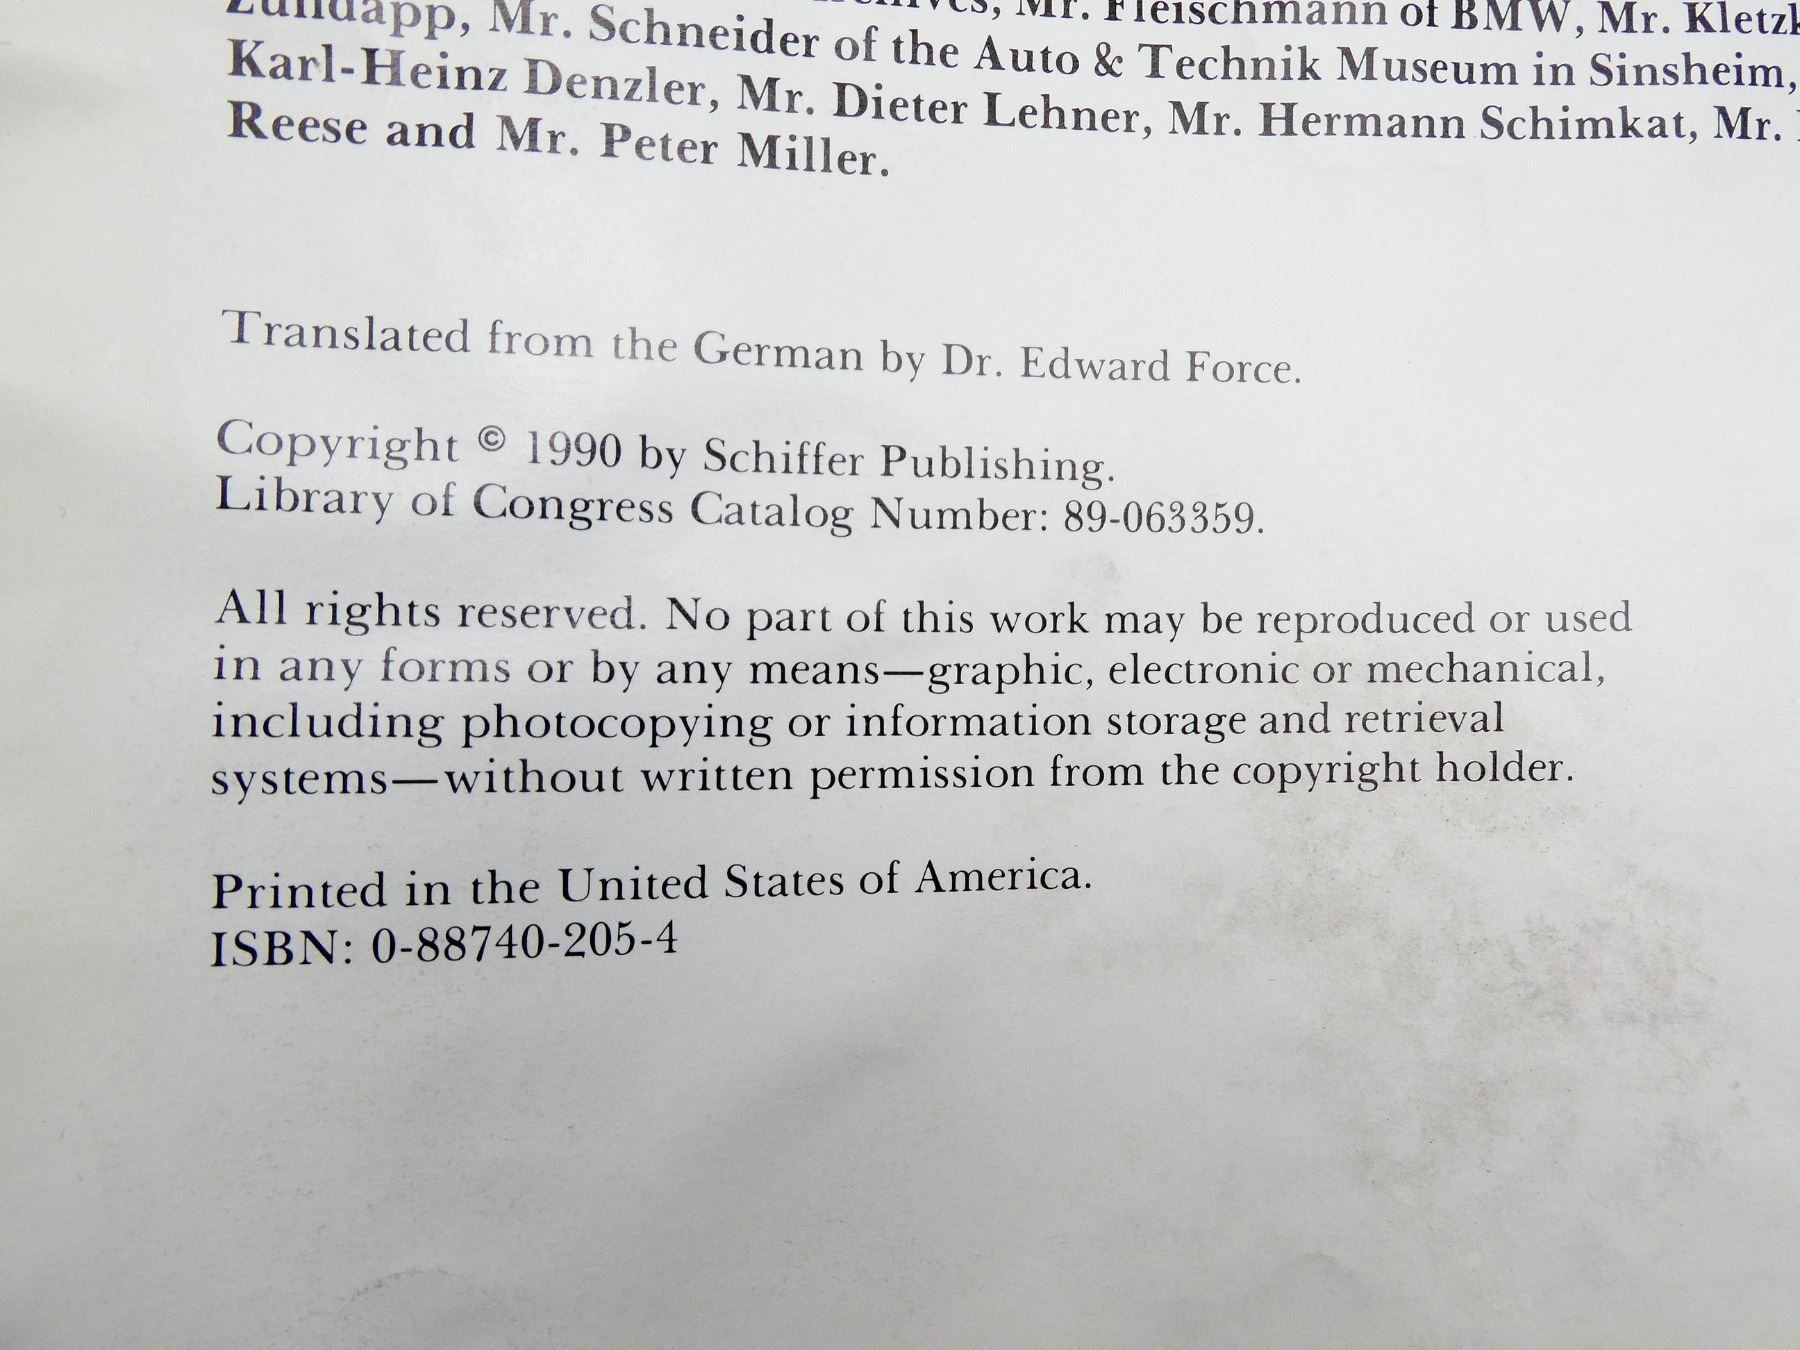 Zündapp, Mr. Fleischmann of BMW, Mr.
Mr. Schneider of the Auto & Technik Museum in Sinsheim,
Karl-Heinz Denzler, Mr. Dieter Lehner, Mr. Hermann Schimkat, Mr.
Reese and Mr. Peter Miller.
Translated from the German by Dr. Edward Force.
Copyright © 1990 by Schiffer Publishing.
Library of Congress Catalog Number: 89-063359.
All rights reserved. No part of this work may be reproduced or used
in any forms or by any means—graphic, electronic or mechanical,
including photocopying or information storage and retrieval
systems—without written permission from the copyright holder.
Printed in the United States of America.
ISBN: 0-88740-205-4